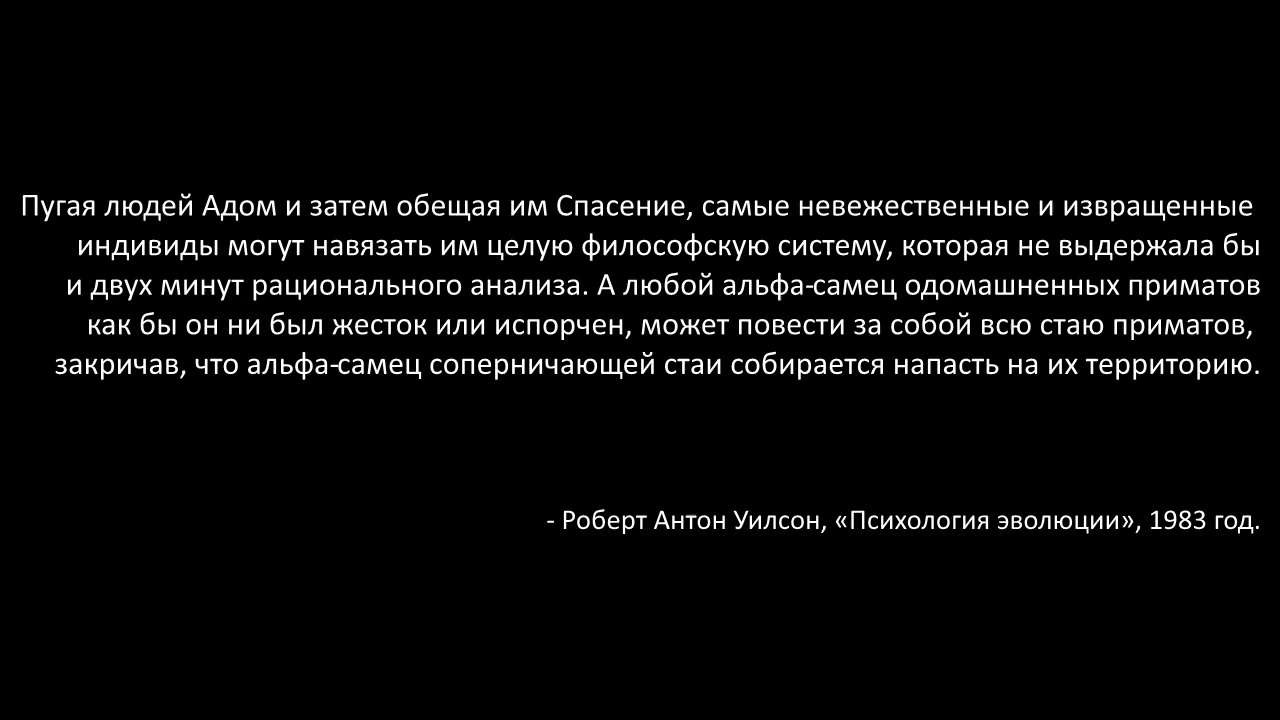 Пугая людей Адом и затем обещая им Спасение, самые невежественные и извращенные
индивиды могут навязать им целую философскую систему, которая не выдержала бы
и двух минут рационального анализа. А любой альфа-самец одомашненных приматов
как бы он ни был жесток или испорчен, может повести за собой всю стаю приматов,
закричав, что альфа-самец соперничающей стаи собирается напасть на их территорию.
- Роберт Антон Уилсон, «Психология эволюции», 1983 год.